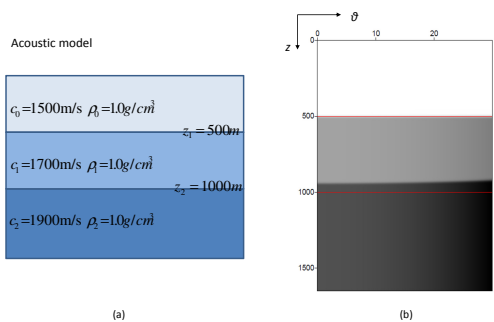 Acoustic model
c₀=1500m/s ρ₀=1.0g/cm³
z₁ = 500m
c₁=1700m/s ρ₁=1.0g/cm³
z₂ = 1000m
c₂=1900m/s ρ₂=1.0g/cm³
(a)
ϑ
z
0 10 20
0
500
1000
1500
(b)